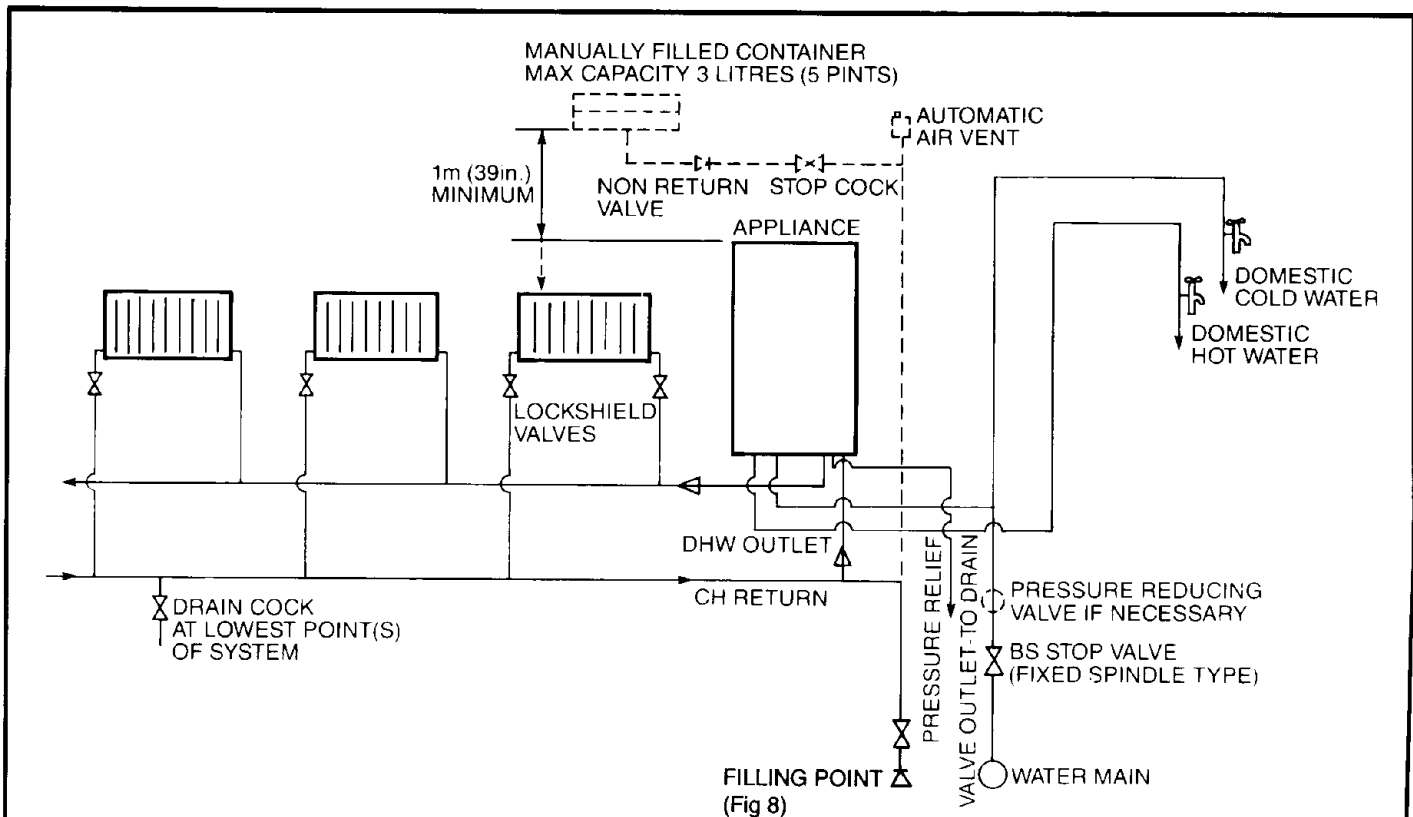 MANUALLY FILLED CONTAINER
MAX CAPACITY 3 LITRES (5 PINTS)
AUTOMATIC
AIR VENT
1m (39in.)
MINIMUM
NON RETURN
VALVE
STOP COCK
APPLIANCE
DOMESTIC
COLD WATER
DOMESTIC
HOT WATER
LOCKSHIELD
VALVES
DHW OUTLET
CH RETURN
DRAIN COCK
AT LOWEST POINT(S)
OF SYSTEM
PRESSURE RELIEF
VALVE OUTLET-TO DRAIN
PRESSURE REDUCING
VALVE IF NECESSARY
BS STOP VALVE
(FIXED SPINDLE TYPE)
FILLING POINT
(Fig 8)
WATER MAIN